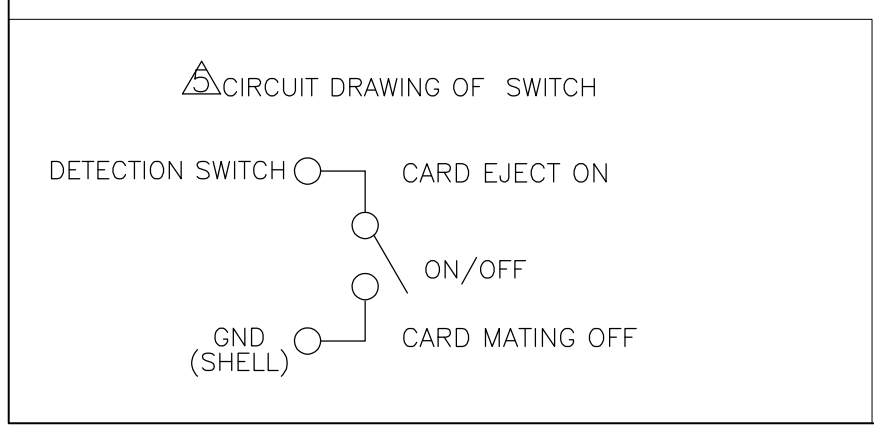 5 CIRCUIT DRAWING OF SWITCH
DETECTION SWITCH
CARD EJECT ON
ON/OFF
GND
(SHELL)
CARD MATING OFF